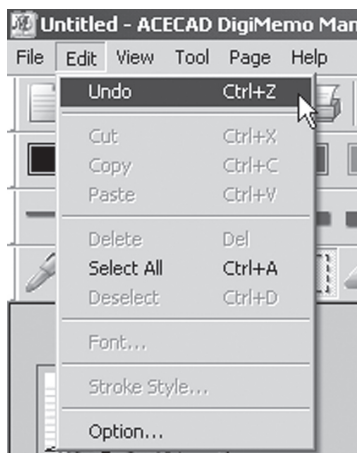 Untitled - ACECAD DigiMemo Man
File Edit View Tool Page Help
Undo Ctrl+Z
Cut Ctrl+X
Copy Ctrl+C
Paste Ctrl+V
Delete Del
Select All Ctrl+A
Deselect Ctrl+D
Font...
Stroke Style...
Option...